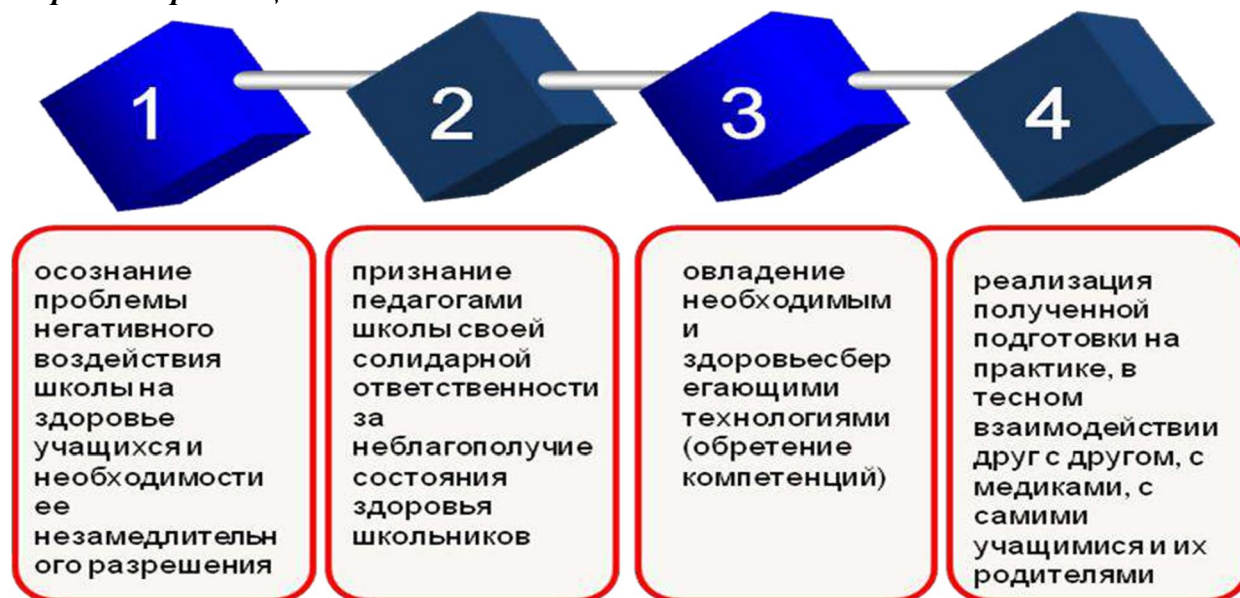 1
2
3
4
осознание
проблемы
негативного
воздействия
школы на
здоровье
учащихся и
необходимости
ее
незамедлительн
ого разрешения
признание
педагогами
школы своей
солидарной
ответственности
за
неблагополучие
состояния
здоровья
школьников
овладение
необходимым
и
здоровьесбер
егающими
технологиями
(обретение
компетенций)
реализация
полученной
подготовки на
практике, в
тесном
взаимодействии
друг с другом, с
медиками, с
самими
учащимися и их
родителями